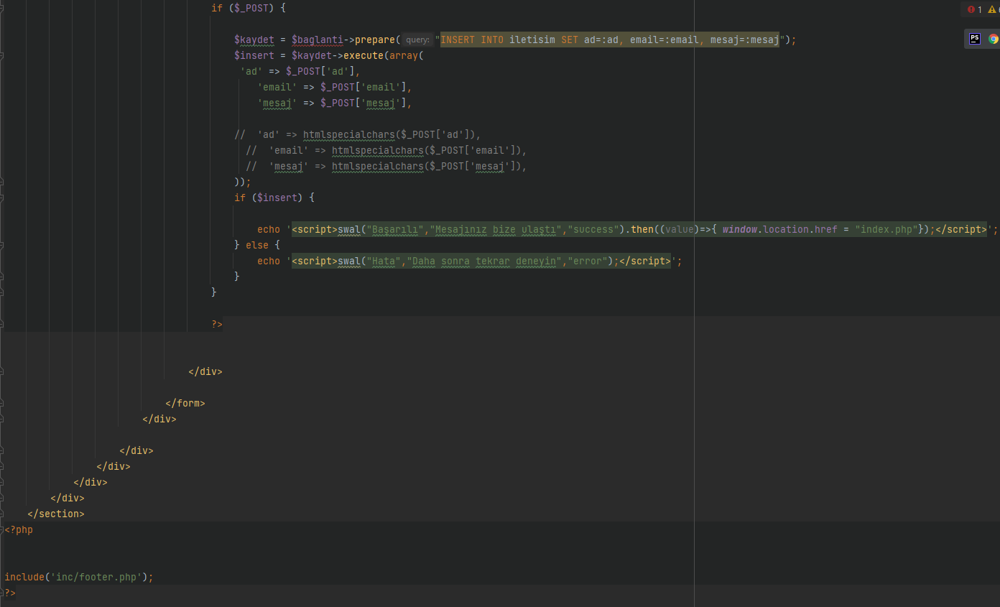 if ($_POST) {
1
$kaydet = $baglanti->prepare( query: "INSERT INTO iletisim SET ad=:ad, email=:email, mesaj=:mesaj");
PS
$insert = $kaydet->execute(array(
'ad' => $_POST['ad'],
'email' => $_POST['email'],
'mesaj' => $_POST['mesaj'],
// 'ad' => htmlspecialchars($_POST['ad']),
// 'email' => htmlspecialchars($_POST['email']),
// 'mesaj' => htmlspecialchars($_POST['mesaj']),
));
if ($insert) {
echo '<script>swal("Başarılı","Mesajınız bize ulaştı","success").then((value)=>{ window.location.href = "index.php"});</script>';
} else {
echo '<script>swal("Hata","Daha sonra tekrar deneyin","error");</script>';
}
}
?>
</div>
</form>
</div>
</div>
</div>
</div>
</div>
</section>
<?php
include('inc/footer.php');
?>